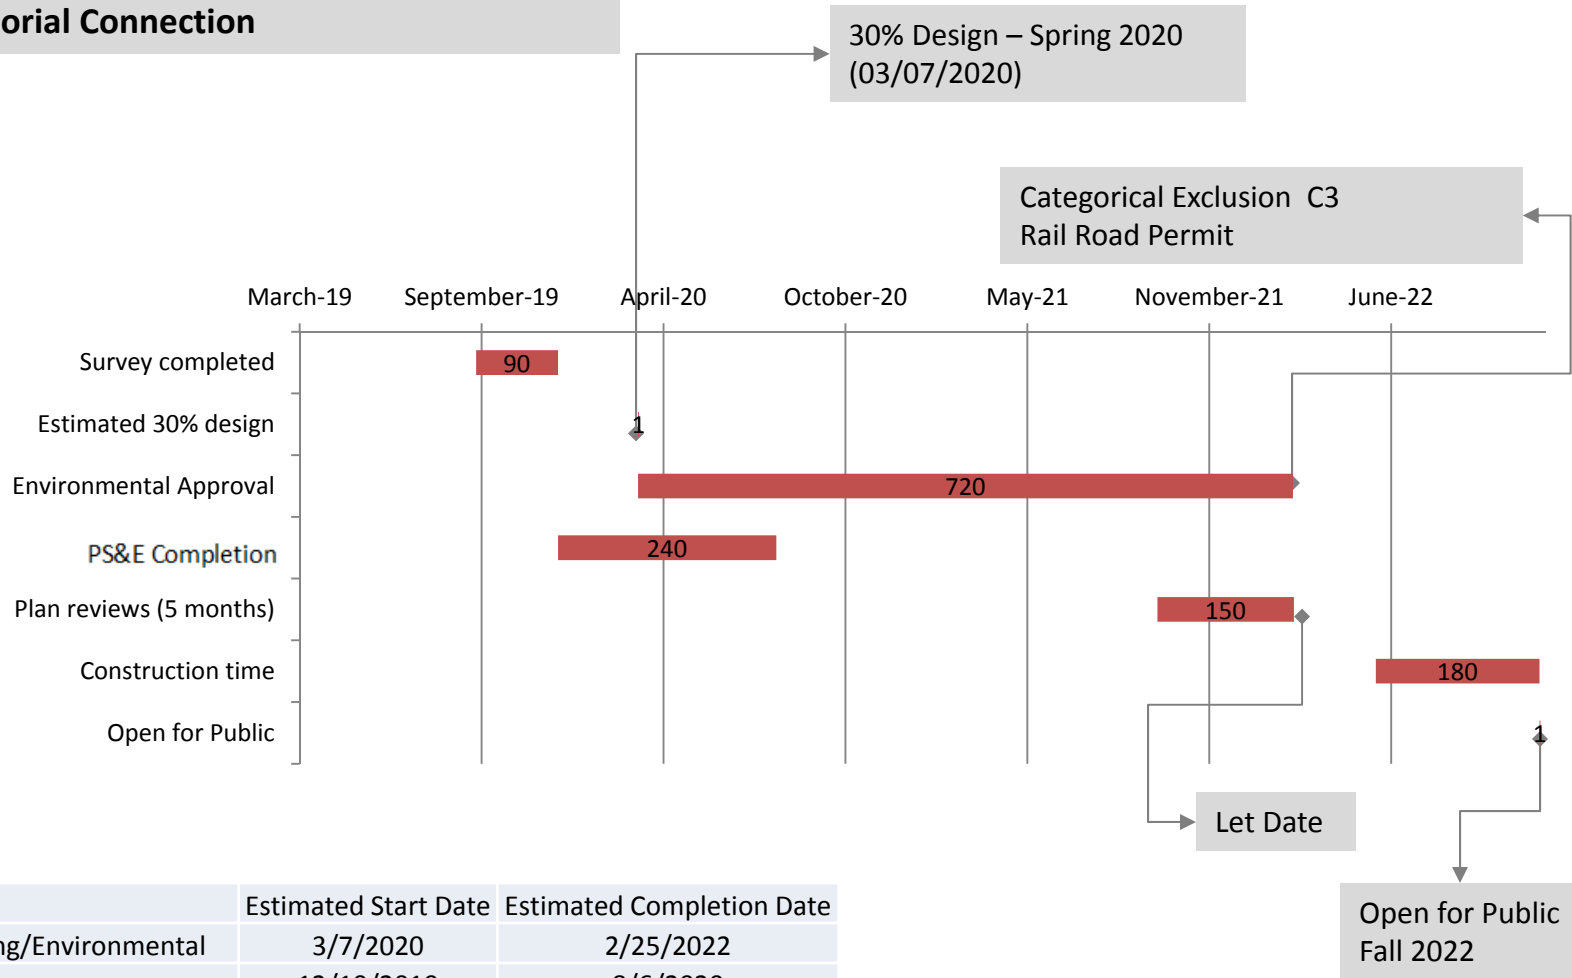 orial Connection
30% Design – Spring 2020
(03/07/2020)
Categorical Exclusion C3
Rail Road Permit
March-19 September-19 April-20 October-20 May-21 November-21 June-22
Survey completed 90
Estimated 30% design 1
Environmental Approval 720
PS&E Completion 240
Plan reviews (5 months) 150
Construction time 180
Open for Public 1
Let Date
Open for Public
Fall 2022
Estimated Start Date Estimated Completion Date
ng/Environmental 3/7/2020 2/25/2022